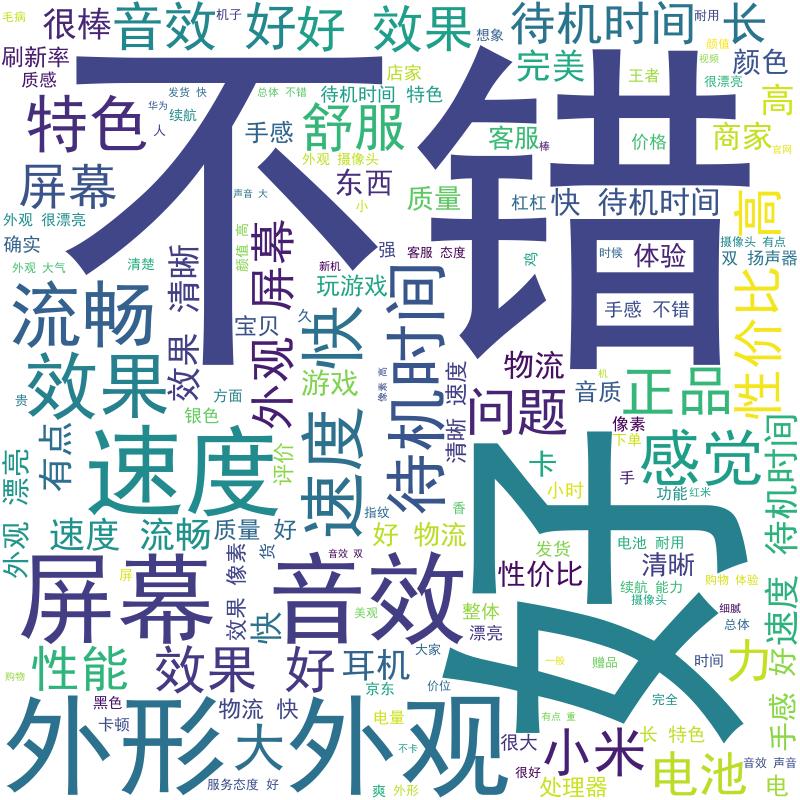 毛病
机子
很棒
音效 好
好 效果
想象
待机时间 长
耐用
刷新率
质感
发货 快
总体 不错
华为
续航
人
店家
待机时间 特色
完美
王者
颜值
视频
很漂亮
颜色
高
特色
手感
舒服
外观 摄像头
客服
棒
价格
商家
官网
不错
屏幕
东西
质量
声音 大
小
杠杠
快 待机时间
高
外观 很漂亮
确实
颜值 高
屏幕
强
客服 态度
鸡
时候
体验
摄像头 有点
双 扬声器
外观 大气
清楚
效果 清晰
新机
玩游戏
待机时间
手感 不错
流畅
宝贝
久
快
性价比
效果
外观
游戏
像素 高
清晰 速度
物流
音质
机
正品
贵
方面
银色
问题
像素
下单
速度
有点
评价
速度
卡
手
感觉
待机时间
外观 漂亮
小时
功能
红米
速度 流畅
质量 好
指纹
香
好 物流
好
屏幕
屏
效果 像素
货
音效 双
音效
发货
电池 耐用
性价比
清晰
续航 能力
摄像头
购物 体验
快
美观
整体
漂亮
细腻
总体
好 速度
购物
性能
效果 好
耳机
大家
京东
价位
一般
赠品
时间
力
完全
外形
黑色
卡顿
物流 快
大
外观
电量
不卡
有点 重
很大
很好
小米
长 特色
手感
服务态度 好
爽
外形
处理器
电池
音效 声音
电